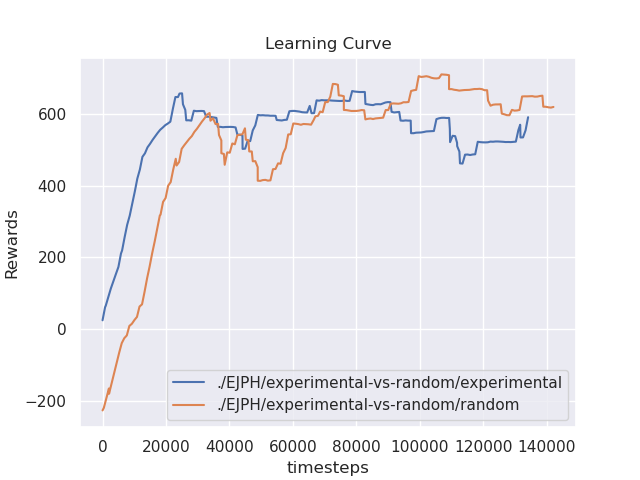 Learning Curve
Rewards
600
400
200
0
−200
0 20000 40000 60000 80000 100000 120000 140000
timesteps
./EJPH/experimental-vs-random/experimental
./EJPH/experimental-vs-random/random